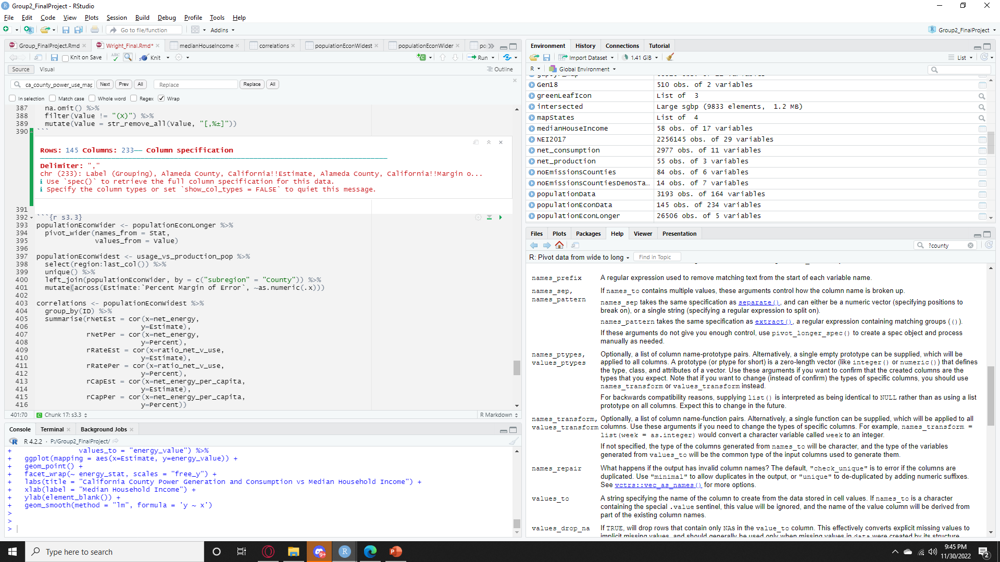 Group2_FinalProject - RStudio
File Edit Code View Plots Session Build Debug Profile Tools Help
Go to file/function
Addins
Group2_FinalProject
Group_FinalProject.Rmd
Wright_Final.Rmd*
medianHouseIncome
correlations
populationEconWidest
populationEconWider
po
Knit on Save
ABC
Knit
Run
Source
Visual
Outline
ca_county_power_use_map
Next
Prev
All
Replace
Replace
All
In selection
Match case
Whole word
Regex
Wrap
387 na.omit() %>%
388 filter(Value != "(X)") %>%
389 mutate(Value = str_remove_all(Value, "[,%±]"))
390 ```
Rows: 145 Columns: 233── Column specification
Delimiter: ","
chr (233): Label (Grouping), Alameda County, California!!Estimate, Alameda County, California!!Margin o...
ℹ Use `spec()` to retrieve the full column specification for this data.
ℹ Specify the column types or set `show_col_types = FALSE` to quiet this message.
391
392 ```{r s3.3}
393 populationEconWider <- populationEconLonger %>%
394 pivot_wider(names_from = Stat,
395 values_from = Value)
396
397 populationEconWidest <- usage_vs_production_pop %>%
398 select(region:last_col()) %>%
399 unique() %>%
400 left_join(populationEconWider, by = c("subregion" = "County")) %>%
401 mutate(across(Estimate:`Percent Margin of Error`, ~as.numeric(.x)))
402
403 correlations <- populationEconWidest %>%
404 group_by(ID) %>%
405 summarise(rNetEst = cor(x=net_energy,
406 y=Estimate),
407 rNetPer = cor(x=net_energy,
408 y=Percent),
409 rRateEst = cor(x=ratio_net_v_use,
410 y=Estimate),
411 rRatePer = cor(x=ratio_net_v_use,
412 y=Percent),
413 rCapEst = cor(x=net_energy_per_capita,
414 y=Estimate),
415 rCapPer = cor(x=net_energy_per_capita,
416 y=Percent))
401:70
Chunk 17: s3.3
R Markdown
Console
Terminal
Background Jobs
R 4.2.2 · P:/Group2_FinalProject/
+ values_to = "energy_value") %>%
+ ggplot(mapping = aes(x=Estimate, y=energy_value)) +
+ geom_point() +
+ facet_wrap(~ energy_stat, scales = "free_y") +
+ labs(title = "California County Power Generation and Consumption vs Median Household Income") +
+ xlab(label = "Median Household Income") +
+ ylab(element_blank()) +
+ geom_smooth(method = "lm", formula = 'y ~ x')
>
>
>
Environment
History
Connections
Tutorial
Import Dataset
1.41 GiB
List
R
Global Environment
Gen18 510 obs. of 2 variables
greenLeafIcon List of 3
intersected Large sgbp (9833 elements, 1.2 MB)
mapStates List of 4
medianHouseIncome 58 obs. of 17 variables
NEI2017 2256145 obs. of 29 variables
net_consumption 2977 obs. of 11 variables
net_production 55 obs. of 3 variables
noEmissionsCounties 84 obs. of 6 variables
noEmissionsCountiesDemosTa… 14 obs. of 7 variables
populationData 3193 obs. of 164 variables
populationEconData 145 obs. of 234 variables
populationEconLonger 26506 obs. of 5 variables
Files
Plots
Packages
Help
Viewer
Presentation
?county
R: Pivot data from wide to long
Find in Topic
names_prefix A regular expression used to remove matching text from the start of each variable name.
names_sep, names_pattern
If names_to contains multiple values, these arguments control how the column name is broken up.
names_sep takes the same specification as separate(), and can either be a numeric vector (specifying positions to
break on), or a single string (specifying a regular expression to split on).
names_pattern takes the same specification as extract(), a regular expression containing matching groups (()).
If these arguments do not give you enough control, use pivot_longer_spec() to create a spec object and process
manually as needed.
names_ptypes, values_ptypes
Optionally, a list of column name-prototype pairs. Alternatively, a single empty prototype can be supplied, which will be
applied to all columns. A prototype (or ptype for short) is a zero-length vector (like integer() or numeric()) that defines
the type, class, and attributes of a vector. Use these arguments if you want to confirm that the created columns are the
types that you expect. Note that if you want to change (instead of confirm) the types of specific columns, you should use
names_transform or values_transform instead.
For backwards compatibility reasons, supplying list() is interpreted as being identical to NULL rather than as using a list
prototype on all columns. Expect this to change in the future.
names_transform, values_transform
Optionally, a list of column name-function pairs. Alternatively, a single function can be supplied, which will be applied to all
columns. Use these arguments if you need to change the types of specific columns. For example, names_transform =
list(week = as.integer) would convert a character variable called week to an integer.
If not specified, the type of the columns generated from names_to will be character, and the type of the variables
generated from values_to will be the common type of the input columns used to generate them.
names_repair What happens if the output has invalid column names? The default, "check_unique" is to error if the columns are
duplicated. Use "minimal" to allow duplicates in the output, or "unique" to de-duplicated by adding numeric suffixes.
See vctrs::vec_as_names() for more options.
values_to A string specifying the name of the column to create from the data stored in cell values. If names_to is a character
containing the special .value sentinel, this value will be ignored, and the name of the value column will be derived from
part of the existing column names.
values_drop_na If TRUE, will drop rows that contain only NAs in the value_to column. This effectively converts explicit missing values to
implicit missing values, and should generally be used only when missing values in data were created by its structure.
Type here to search
9+
9:45 PM
11/30/2022
2